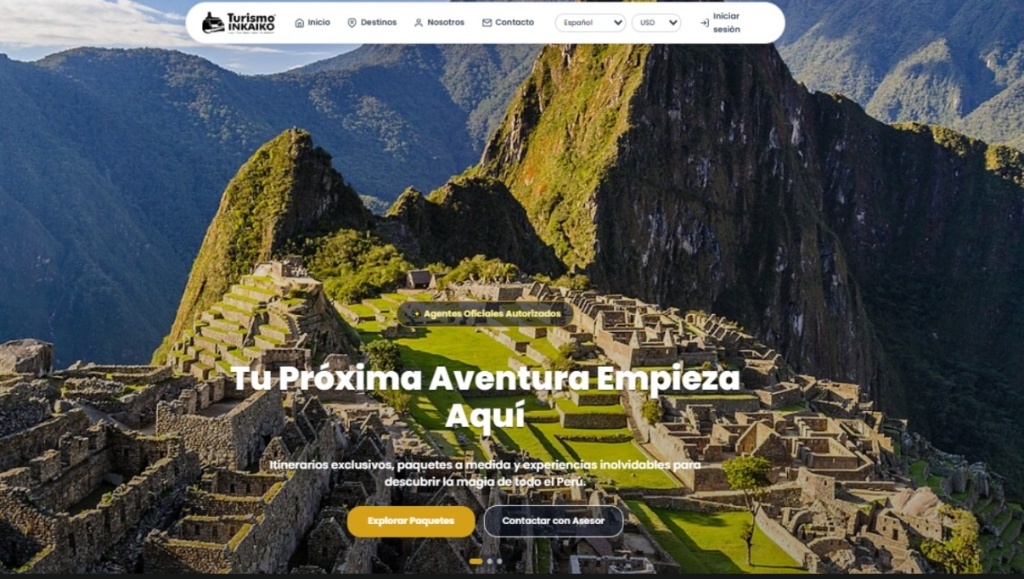 Turismo
INKAIKO
Inicio
Destinos
Nosotros
Contacto
Español
USD
Iniciar
sesión
Agentes Oficiales Autorizados
Tu Próxima Aventura Empieza
Aquí
Itinerarios exclusivos, paquetes a medida y experiencias inolvidables para
descubrir la magia de todo el Perú.
Explorar Paquetes
Contactar con Asesor